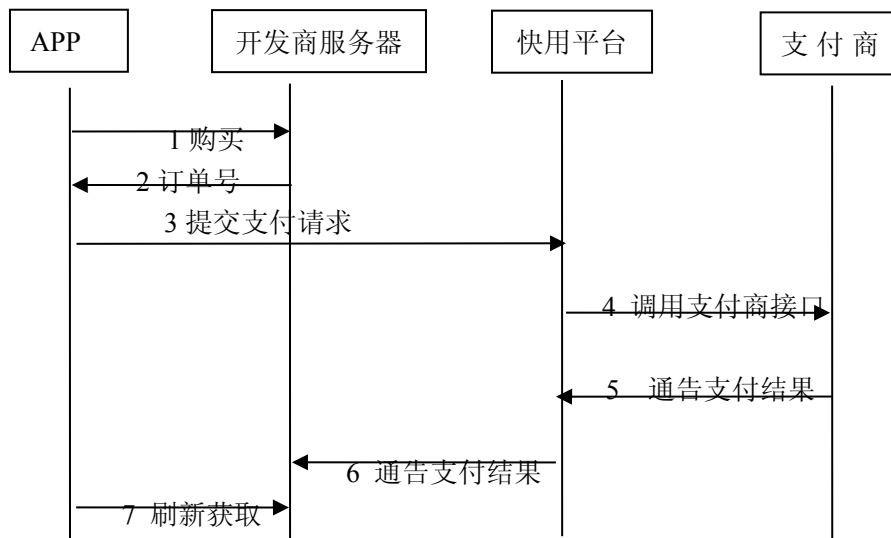 APP
开发商服务器
快用平台
支付商
1 购买
2 订单号
3 提交支付请求
4 调用支付商接口
5 通告支付结果
6 通告支付结果
7 刷新获取